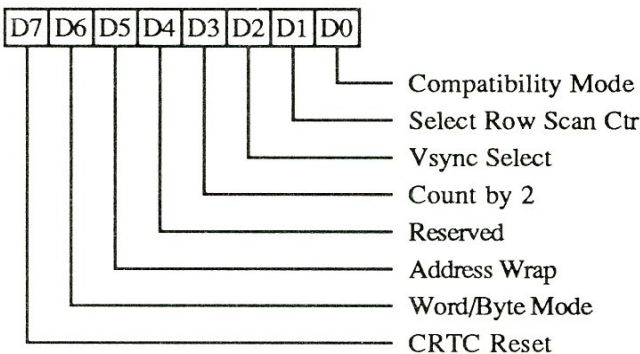 D7 D6 D5 D4 D3 D2 D1 D0
Compatibility Mode
Select Row Scan Ctr
Vsync Select
Count by 2
Reserved
Address Wrap
Word/Byte Mode
CRTC Reset